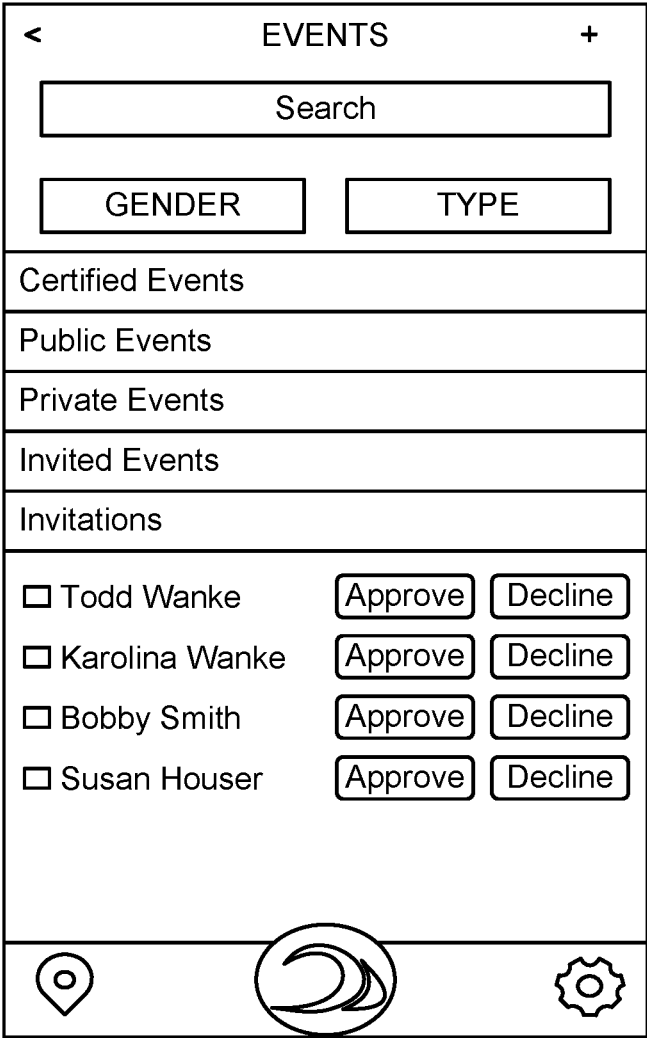 < EVENTS +
Search
GENDER TYPE
Certified Events
Public Events
Private Events
Invited Events
Invitations
Todd Wanke Approve Decline
Karolina Wanke Approve Decline
Bobby Smith Approve Decline
Susan Houser Approve Decline